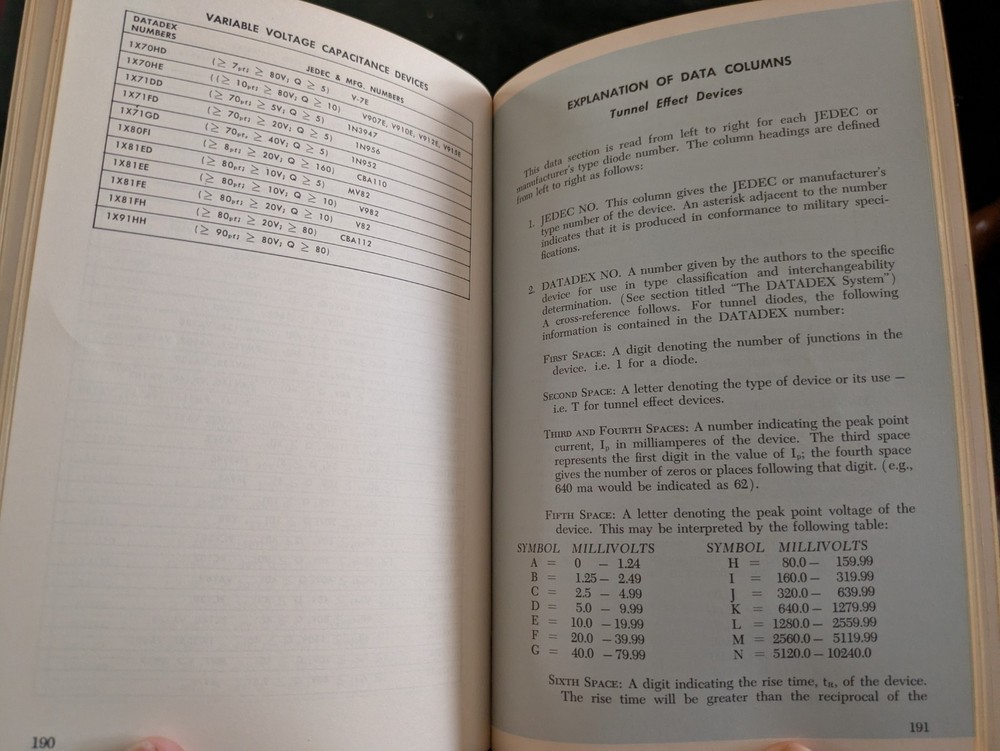 VARIABLE VOLTAGE CAPACITANCE DEVICES
DATADEX
NUMBERS
JEDEC & MFG. NUMBERS
1X70HD (≥ 7pf; ≥ 80V; Q ≥ 5) V-7E
1X70HE ((≥ 10pf; ≥ 80V; Q ≥ 10) V907E, V910E, V912E, V915E
1X71DD (≥ 70pf; ≥ 5V; Q ≥ 5) 1N3947
1X71FD (≥ 70pf; ≥ 20V; Q ≥ 5) 1N956
1X71GD (≥ 70pf; ≥ 40V; Q ≥ 5) 1N952
1X80FI (≥ 8pf; ≥ 20V; Q ≥ 160) CBA110
1X81ED (≥ 80pf; ≥ 10V; Q ≥ 5) MV82
1X81EE (≥ 80pf; ≥ 10V; Q ≥ 10) V982
1X81FE (≥ 80pf; ≥ 20V; Q ≥ 10) V82
1X81FH (≥ 80pf; ≥ 20V; Q ≥ 80) CBA112
1X91HH (≥ 90pf; ≥ 80V; Q ≥ 80)
190
EXPLANATION OF DATA COLUMNS
Tunnel Effect Devices
This data section is read from left to right for each JEDEC or
manufacturer's type diode number. The column headings are defined
from left to right as follows:
1. JEDEC NO. This column gives the JEDEC or manufacturer's
type number of the device. An asterisk adjacent to the number
indicates that it is produced in conformance to military speci-
fications.
2. DATADEX NO. A number given by the authors to the specific
device for use in type classification and interchangeability
determination. (See section titled "The DATADEX System")
A cross-reference follows. For tunnel diodes, the following
information is contained in the DATADEX number:
FIRST SPACE: A digit denoting the number of junctions in the
device. i.e. 1 for a diode.
SECOND SPACE: A letter denoting the type of device or its use —
i.e. T for tunnel effect devices.
THIRD AND FOURTH SPACES: A number indicating the peak point
current, Ip in milliamperes of the device. The third space
represents the first digit in the value of Ip; the fourth space
gives the number of zeros or places following that digit. (e.g.,
640 ma would be indicated as 62).
FIFTH SPACE: A letter denoting the peak point voltage of the
device. This may be interpreted by the following table:
SYMBOL MILLIVOLTS SYMBOL MILLIVOLTS
A = 0 — 1.24 H = 80.0 — 159.99
B = 1.25 — 2.49 I = 160.0 — 319.99
C = 2.5 — 4.99 J = 320.0 — 639.99
D = 5.0 — 9.99 K = 640.0 — 1279.99
E = 10.0 — 19.99 L = 1280.0 — 2559.99
F = 20.0 — 39.99 M = 2560.0 — 5119.99
G = 40.0 — 79.99 N = 5120.0 — 10240.0
SIXTH SPACE: A digit indicating the rise time, tR, of the device.
The rise time will be greater than the reciprocal of the
191